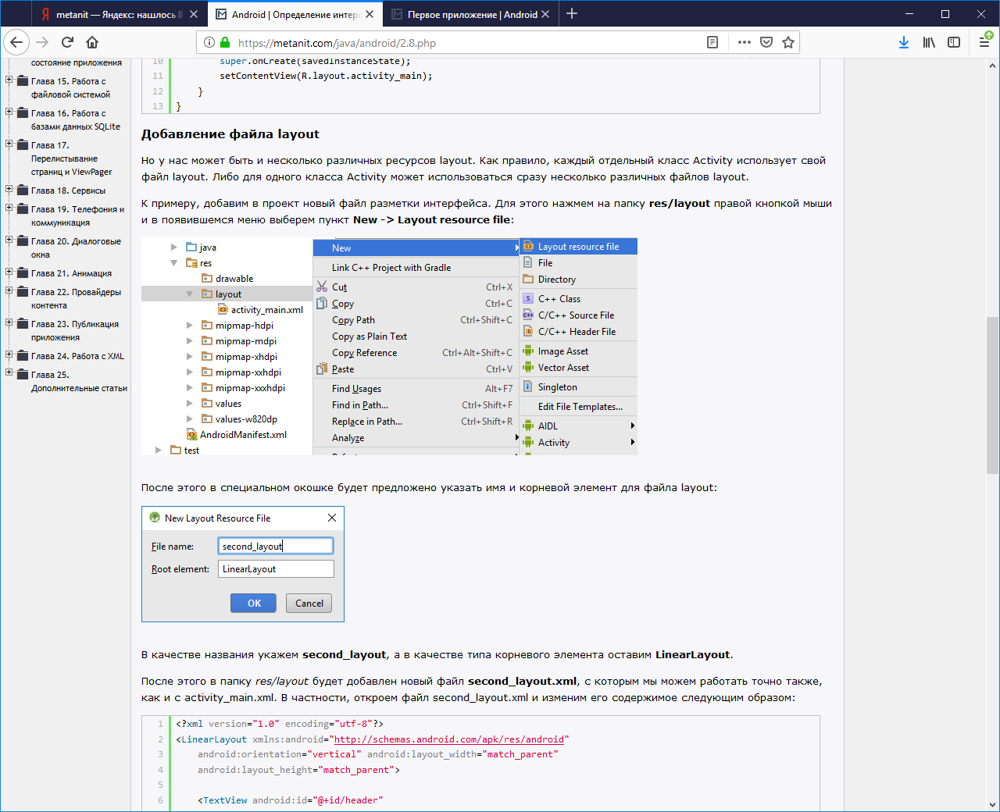 metanit — Яндекс: нашлось 8
Android | Определение интер
Первое приложение | Android
https://metanit.com/java/android/2.8.php
состояние приложения
Глава 15. Работа с
файловой системой
Глава 16. Работа с
базами данных SQLite
Глава 17.
Перелистывание
страниц и ViewPager
Глава 18. Сервисы
Глава 19. Телефония и
коммуникация
Глава 20. Диалоговые
окна
Глава 21. Анимация
Глава 22. Провайдеры
контента
Глава 23. Публикация
приложения
Глава 24. Работа с XML
Глава 25.
Дополнительные статьи
10 super.onCreate(savedInstanceState);
11 setContentView(R.layout.activity_main);
12 }
13 }
Добавление файла layout
Но у нас может быть и несколько различных ресурсов layout. Как правило, каждый отдельный класс Activity использует свой
файл layout. Либо для одного класса Activity может использоваться сразу несколько различных файлов layout.
К примеру, добавим в проект новый файл разметки интерфейса. Для этого нажмем на папку res/layout правой кнопкой мыши
и в появившемся меню выберем пункт New -> Layout resource file:
java
res
drawable
layout
activity_main.xml
mipmap-hdpi
mipmap-mdpi
mipmap-xhdpi
mipmap-xxhdpi
mipmap-xxxhdpi
values
values-w820dp
AndroidManifest.xml
test
New
Link C++ Project with Gradle
Cut Ctrl+X
Copy Ctrl+C
Copy Path Ctrl+Shift+C
Copy as Plain Text
Copy Reference Ctrl+Alt+Shift+C
Paste Ctrl+V
Find Usages Alt+F7
Find in Path... Ctrl+Shift+F
Replace in Path... Ctrl+Shift+R
Analyze
Layout resource file
File
Directory
C++ Class
C/C++ Source File
C/C++ Header File
Image Asset
Vector Asset
Singleton
Edit File Templates...
AIDL
Activity
После этого в специальном окошке будет предложено указать имя и корневой элемент для файла layout:
New Layout Resource File
File name: second_layout
Root element: LinearLayout
OK Cancel
В качестве названия укажем second_layout, а в качестве типа корневого элемента оставим LinearLayout.
После этого в папку res/layout будет добавлен новый файл second_layout.xml, с которым мы можем работать точно также,
как и с activity_main.xml. В частности, откроем файл second_layout.xml и изменим его содержимое следующим образом:
1 <?xml version="1.0" encoding="utf-8"?>
2 <LinearLayout xmlns:android="http://schemas.android.com/apk/res/android"
3 android:orientation="vertical" android:layout_width="match_parent"
4 android:layout_height="match_parent">
5
6 <TextView android:id="@+id/header"